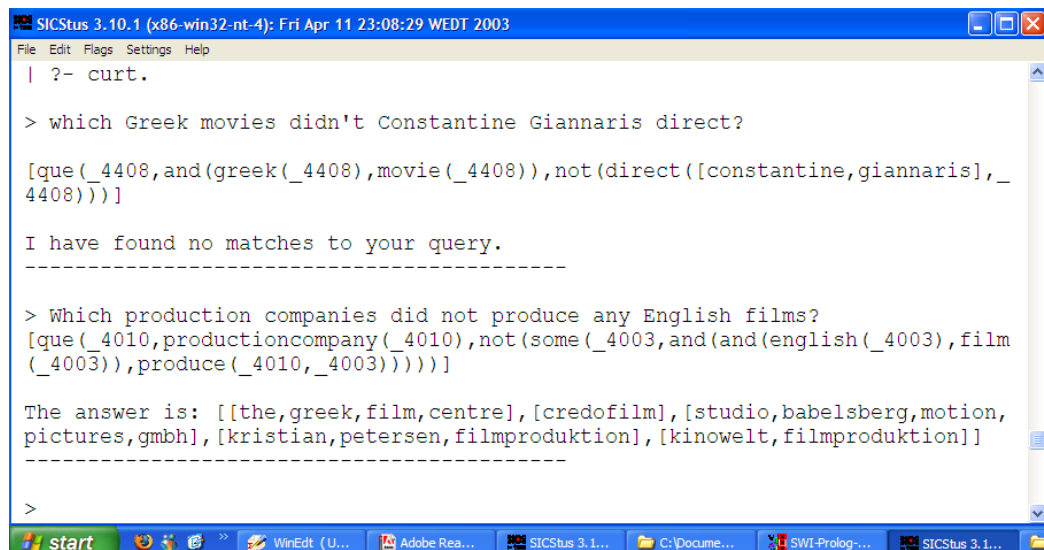 SICStus 3.10.1 (x86-win32-nt-4): Fri Apr 11 23:08:29 WEDT 2003
File Edit Flags Settings Help
| ?- curt.
> which Greek movies didn't Constantine Giannaris direct?
[que(_4408,and(greek(_4408),movie(_4408)),not(direct([constantine,giannaris],_
4408)))]
I have found no matches to your query.
-------------------------------------------
> Which production companies did not produce any English films?
[que(_4010,productioncompany(_4010),not(some(_4003,and(and(english(_4003),film
(_4003)),produce(_4010,_4003)))))]
The answer is: [[the,greek,film,centre],[credofilm],[studio,babelsberg,motion,
pictures,gmbh],[kristian,petersen,filmproduktion],[kinowelt,filmproduktion]]
-------------------------------------------
>
start » WinEdt (U... Adobe Rea... SICStus 3.1... C:\Docume... SWI-Prolog-... SICStus 3.1...